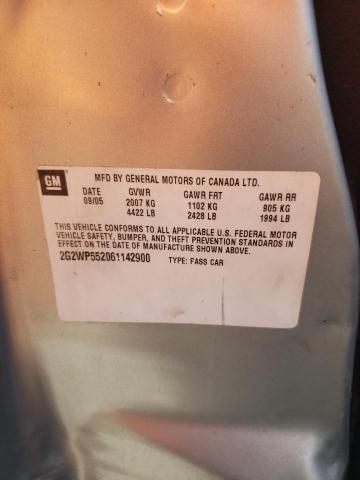 GM
MFD BY GENERAL MOTORS OF CANADA LTD.
DATE GVWR GAWR FRT GAWR RR
09/05 2007 KG 1102 KG 905 KG
4422 LB 2428 LB 1994 LB
THIS VEHICLE CONFORMS TO ALL APPLICABLE U.S. FEDERAL MOTOR
VEHICLE SAFETY, BUMPER, AND THEFT PREVENTION STANDARDS IN
EFFECT ON THE DATE OF MANUFACTURE SHOWN ABOVE.
2G2WP552061142900 TYPE: PASS CAR